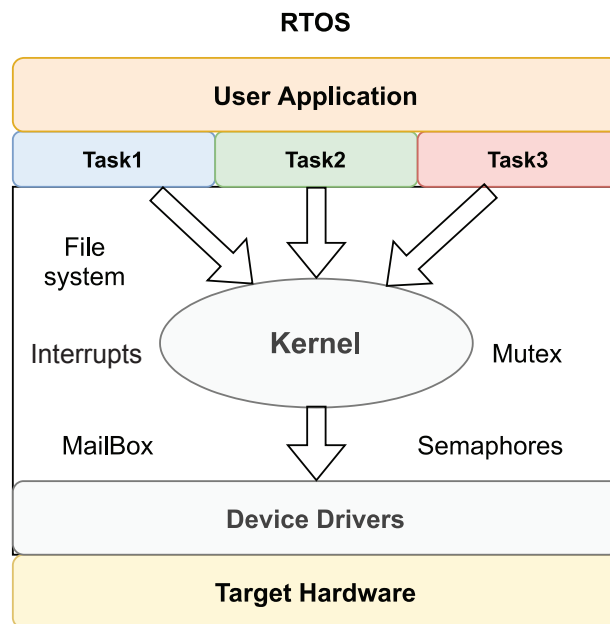 RTOS
User Application
Task1
Task2
Task3
File
system
Kernel
Interrupts
Mutex
MailBox
Semaphores
Device Drivers
Target Hardware